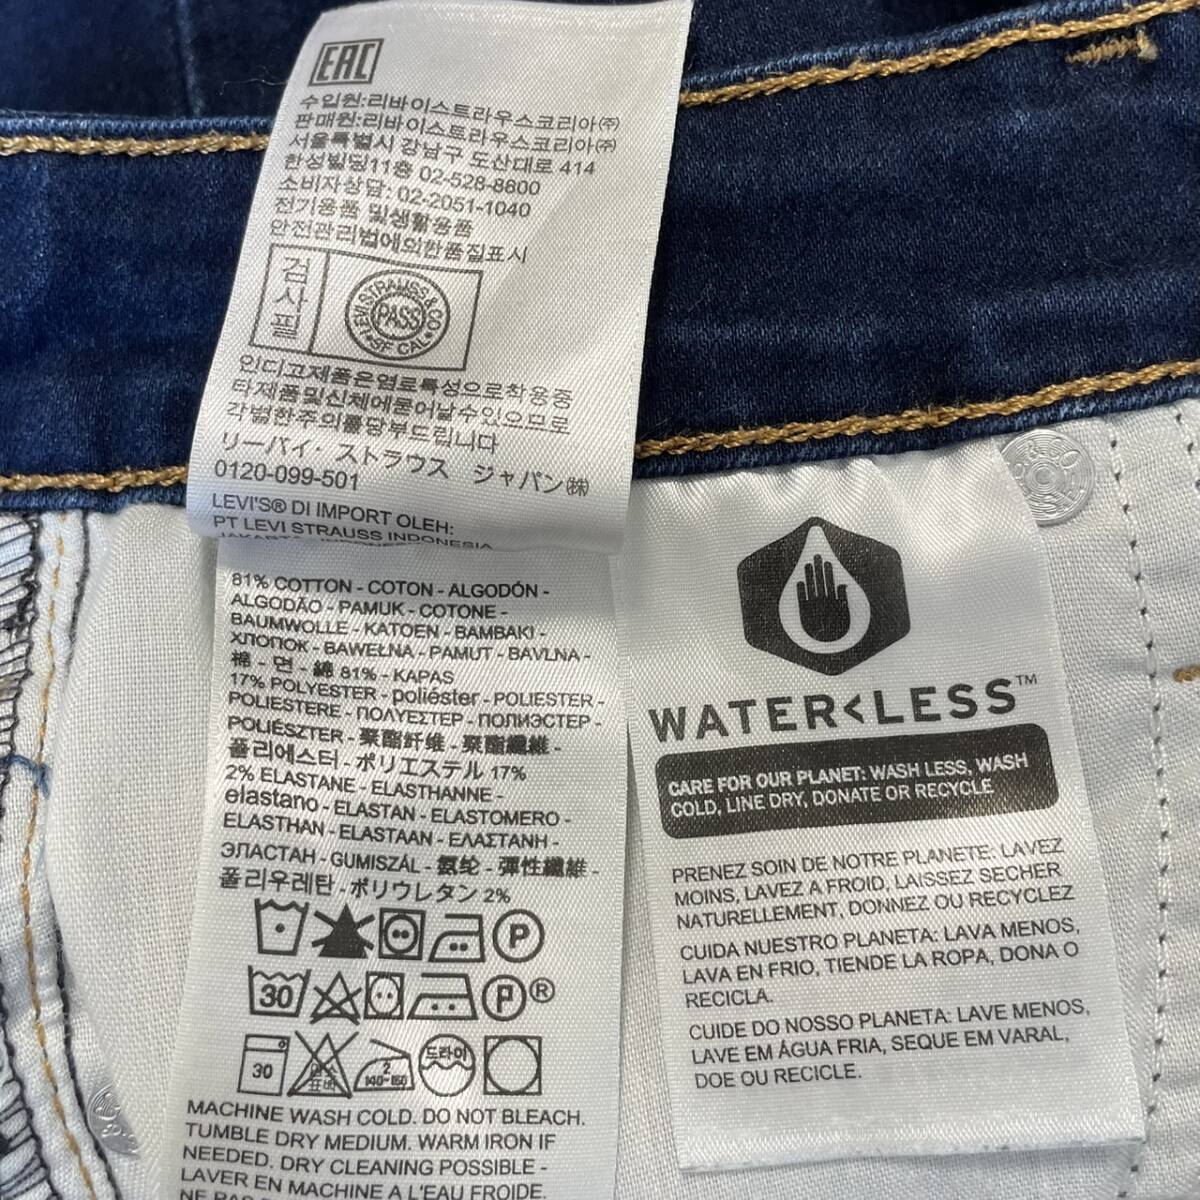 EAC
수입원:리바이스트라우스코리아㈜
판매원:리바이스트라우스코리아㈜
서울특별시 강남구 도산대로 414
한성빌딩11층 02-528-8800
소비자상담: 02-2051-1040
전기용품 및생활용품
안전관리법에의한품질표시
검사필
LEVI STRAUSS & CO
PASS
SF CAL
인디고제품은염료특성으로착용중
타제품및신체에묻어날수있으므로
각별한주의를당부드립니다
リーバイ・ストラウス ジャパン㈱
0120-099-501
LEVI'S® DI IMPORT OLEH:
PT LEVI STRAUSS INDONESIA
81% COTTON - COTON - ALGODÓN -
ALGODÃO - PAMUK - COTONE -
BAUMWOLLE - KATOEN - BAMBAKI -
ХЛОПОК - BAWEŁNA - PAMUT - BAVLNA -
棉 - 면 - 綿 81% - KAPAS
17% POLYESTER - poliéster - POLIESTER -
POLIESTERE - ΠΟΛΥΕΣΤΕΡ - ПОЛИЭСТЕР -
POLIÉSZTER - 聚酯纤维 - 聚酯纖維 -
폴리에스터 - ポリエステル 17%
2% ELASTANE - ELASTHANNE -
elastano - ELASTAN - ELASTOMERO -
ELASTHAN - ELASTAAN - ΕΛΑΣΤΑΝΗ -
ЭЛАСТАН - GUMISZÁL - 氨纶 - 彈性纖維 -
폴리우레탄 - ポリウレタン 2%
P
30 P ®
30 염소표백 2 140-160 드라이
MACHINE WASH COLD. DO NOT BLEACH.
TUMBLE DRY MEDIUM. WARM IRON IF
NEEDED. DRY CLEANING POSSIBLE -
LAVER EN MACHINE A L'EAU FROIDE.
NE PAS
WATER<LESS™
CARE FOR OUR PLANET: WASH LESS, WASH
COLD, LINE DRY, DONATE OR RECYCLE
PRENEZ SOIN DE NOTRE PLANETE: LAVEZ
MOINS, LAVEZ A FROID, LAISSEZ SECHER
NATURELLEMENT, DONNEZ OU RECYCLEZ
CUIDA NUESTRO PLANETA: LAVA MENOS,
LAVA EN FRIO, TIENDE LA ROPA, DONA O
RECICLA.
CUIDE DO NOSSO PLANETA: LAVE MENOS,
LAVE EM ÁGUA FRIA, SEQUE EM VARAL,
DOE OU RECICLE.